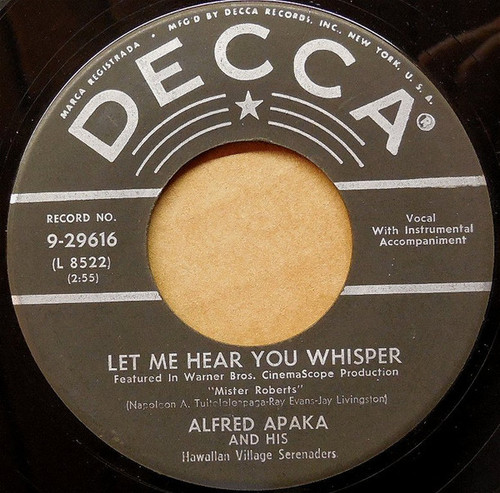 MARCA REGISTRADA • MFG'D BY DECCA RECORDS, INC., NEW YORK, U. S. A.
DECCA®
RECORD NO.
9-29616
(L 8522)
(2:55)
Vocal
With Instrumental
Accompaniment
LET ME HEAR YOU WHISPER
Featured In Warner Bros. CinemaScope Production
"Mister Roberts"
(Napoleon A. Tuiteleleapaga-Ray Evans-Jay Livingston)
ALFRED APAKA
AND HIS
Hawaiian Village Serenaders